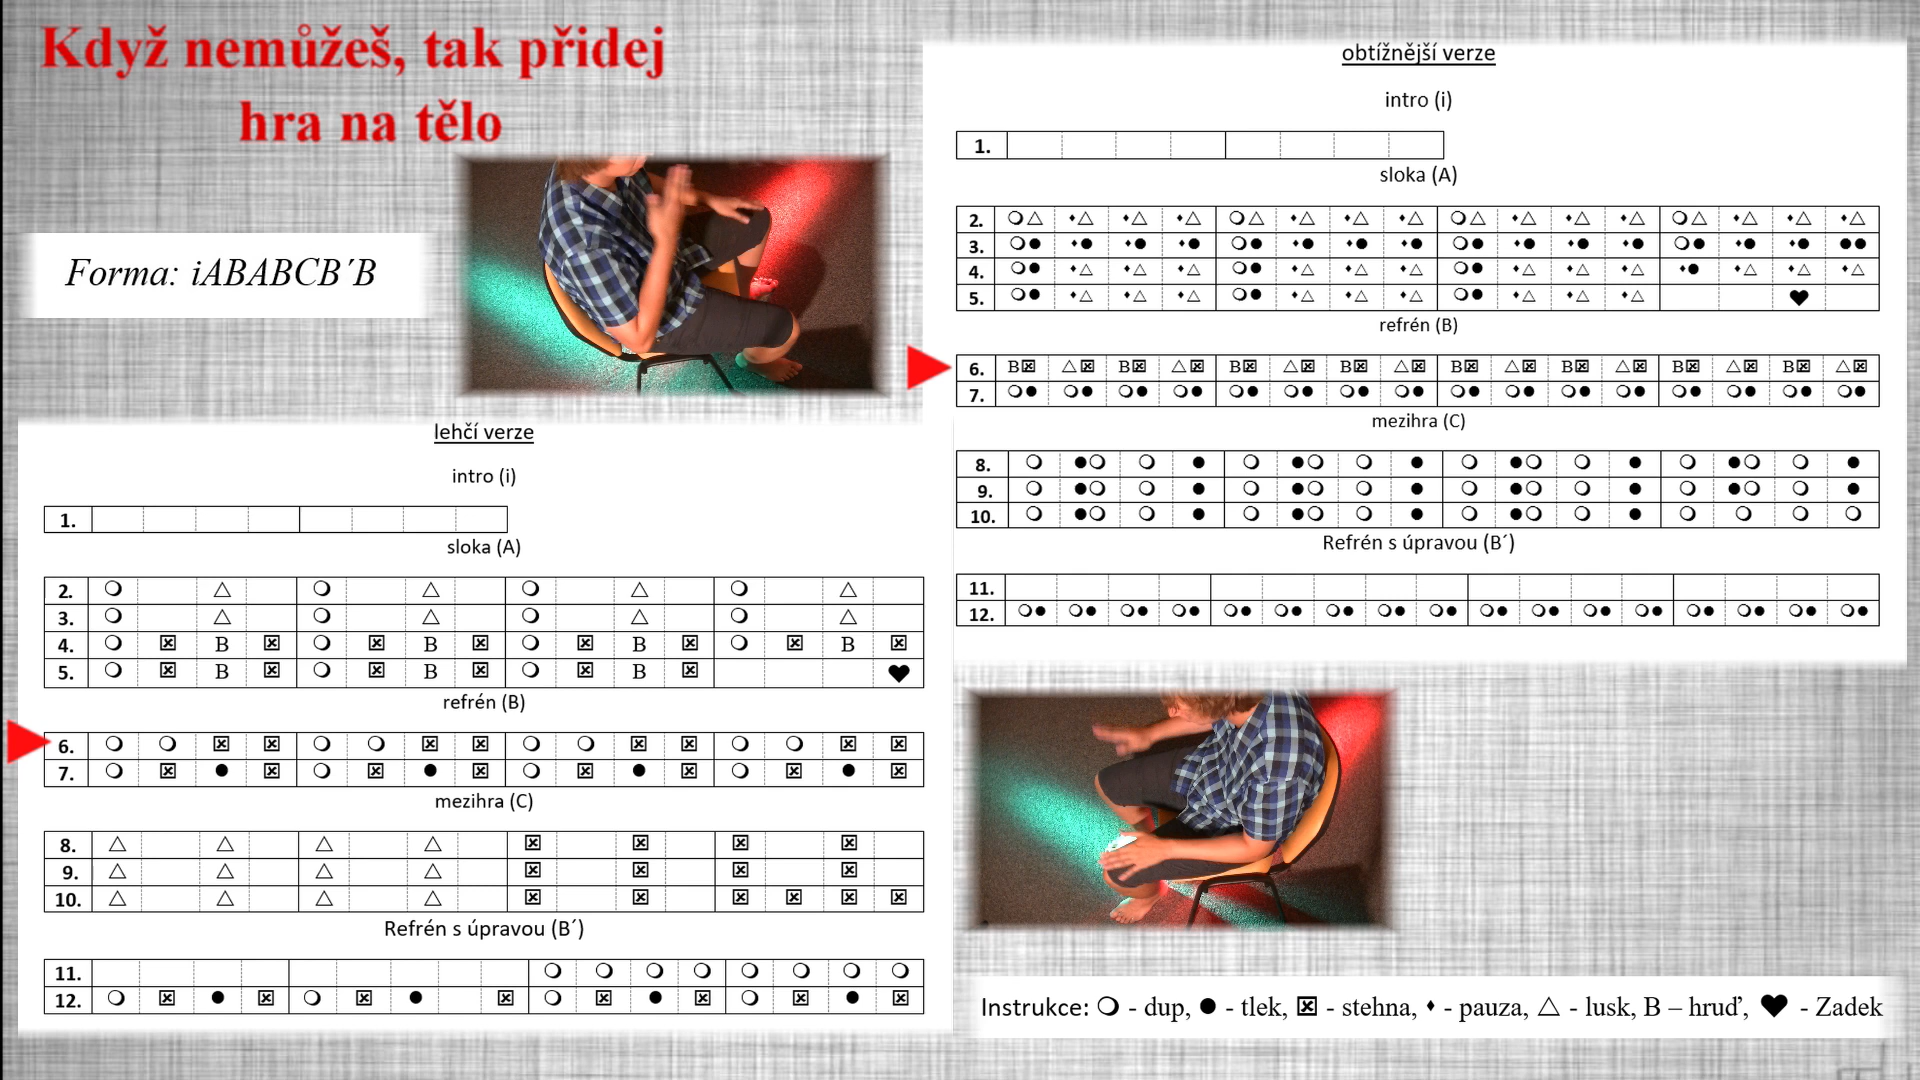 Když nemůžeš, tak přidej
hra na tělo
Forma: iABABCB´B
lehčí verze
intro (i)
1.
sloka (A)
2. ○ △ ○ △ ○ △ ○ △
3. ○ △ ○ △ ○ △ ○ △
4. ○ ☒ B ☒ ○ ☒ B ☒ ○ ☒ B ☒ ○ ☒ B ☒
5. ○ ☒ B ☒ ○ ☒ B ☒ ○ ☒ B ☒ ♥
refrén (B)
6. ○ ○ ☒ ☒ ○ ○ ☒ ☒ ○ ○ ☒ ☒ ○ ○ ☒ ☒
7. ○ ☒ ● ☒ ○ ☒ ● ☒ ○ ☒ ● ☒ ○ ☒ ● ☒
mezihra (C)
8. △ △ △ △ ☒ ☒ ☒ ☒
9. △ △ △ △ ☒ ☒ ☒ ☒
10. △ △ △ △ ☒ ☒ ☒ ☒ ☒ ☒
Refrén s úpravou (B´)
11. ○ ○ ○ ○ ○ ○ ○ ○
12. ○ ☒ ● ☒ ○ ☒ ● ☒ ○ ☒ ● ☒ ○ ☒ ● ☒
obtížnější verze
intro (i)
1.
sloka (A)
2. ○△ ♦△ ♦△ ♦△ ○△ ♦△ ♦△ ♦△ ○△ ♦△ ♦△ ♦△ ○△ ♦△ ♦△ ♦△
3. ○● ♦● ♦● ♦● ○● ♦● ♦● ♦● ○● ♦● ♦● ♦● ○● ♦● ♦● ●●
4. ○● ♦△ ♦△ ♦△ ○● ♦△ ♦△ ♦△ ○● ♦△ ♦△ ♦△ ♦● ♦△ ♦△ ♦△
5. ○● ♦△ ♦△ ♦△ ○● ♦△ ♦△ ♦△ ○● ♦△ ♦△ ♦△ ♥
refrén (B)
6. B☒ △☒ B☒ △☒ B☒ △☒ B☒ △☒ B☒ △☒ B☒ △☒ B☒ △☒ B☒ △☒
7. ○● ○● ○● ○● ○● ○● ○● ○● ○● ○● ○● ○● ○● ○● ○● ○●
mezihra (C)
8. ○ ●○ ○ ● ○ ●○ ○ ● ○ ●○ ○ ● ○ ●○ ○ ●
9. ○ ●○ ○ ● ○ ●○ ○ ● ○ ●○ ○ ● ○ ●○ ○ ●
10. ○ ●○ ○ ● ○ ●○ ○ ● ○ ●○ ○ ● ○ ○ ○ ○
Refrén s úpravou (B´)
11.
12. ○● ○● ○● ○● ○● ○● ○● ○● ○● ○● ○● ○● ○● ○● ○● ○● ○●
Instrukce: ○ - dup, ● - tlek, ☒ - stehna, ♦ - pauza, △ - lusk, B – hruď, ♥ - Zadek